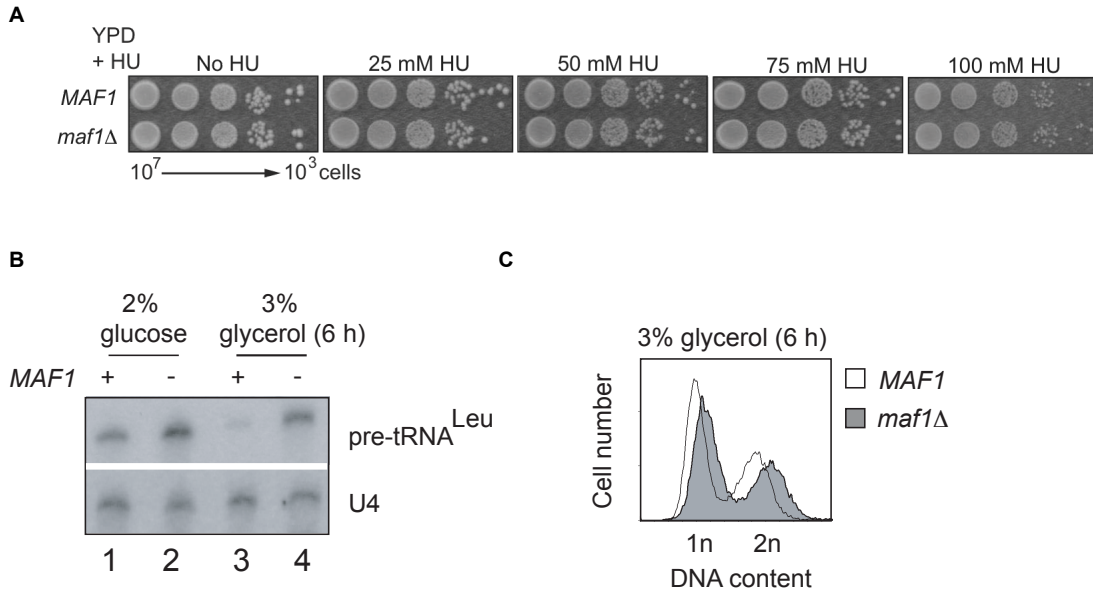 A
YPD
+ HU
No HU
25 mM HU
50 mM HU
75 mM HU
100 mM HU
MAF1
maf1Δ
10⁷ → 10³ cells
B
2%
glucose
3%
glycerol (6 h)
MAF1
+ - + -
pre-tRNA^Leu
U4
1 2 3 4
C
3% glycerol (6 h)
Cell number
1n 2n
DNA content
MAF1
maf1Δ